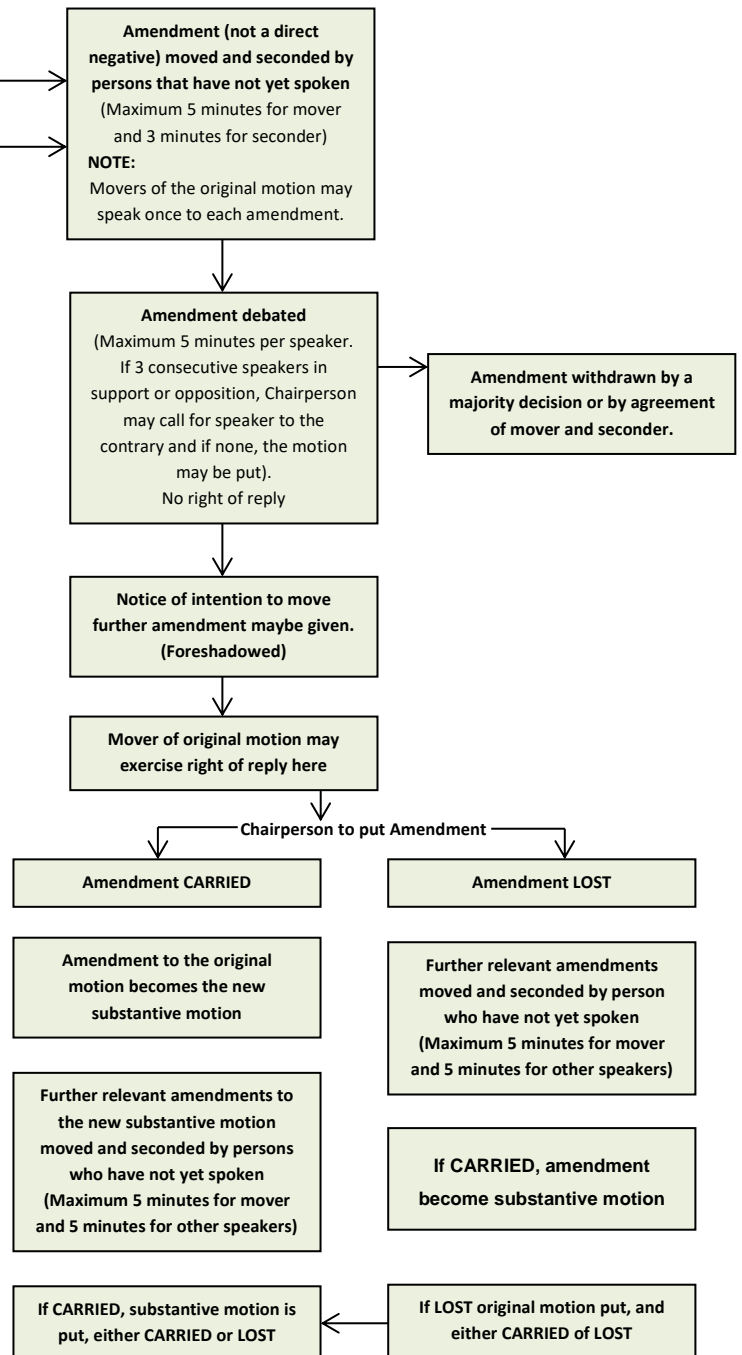 Amendment (not a direct
negative) moved and seconded by
persons that have not yet spoken
(Maximum 5 minutes for mover
and 3 minutes for seconder)
NOTE:
Movers of the original motion may
speak once to each amendment.
Amendment debated
(Maximum 5 minutes per speaker.
If 3 consecutive speakers in
support or opposition, Chairperson
may call for speaker to the
contrary and if none, the motion
may be put).
No right of reply
Amendment withdrawn by a
majority decision or by agreement
of mover and seconder.
Notice of intention to move
further amendment maybe given.
(Foreshadowed)
Mover of original motion may
exercise right of reply here
Chairperson to put Amendment
Amendment CARRIED
Amendment to the original
motion becomes the new
substantive motion
Further relevant amendments to
the new substantive motion
moved and seconded by persons
who have not yet spoken
(Maximum 5 minutes for mover
and 5 minutes for other speakers)
If CARRIED, substantive motion is
put, either CARRIED or LOST
Amendment LOST
Further relevant amendments
moved and seconded by person
who have not yet spoken
(Maximum 5 minutes for mover
and 5 minutes for other speakers)
If CARRIED, amendment
become substantive motion
If LOST original motion put, and
either CARRIED of LOST